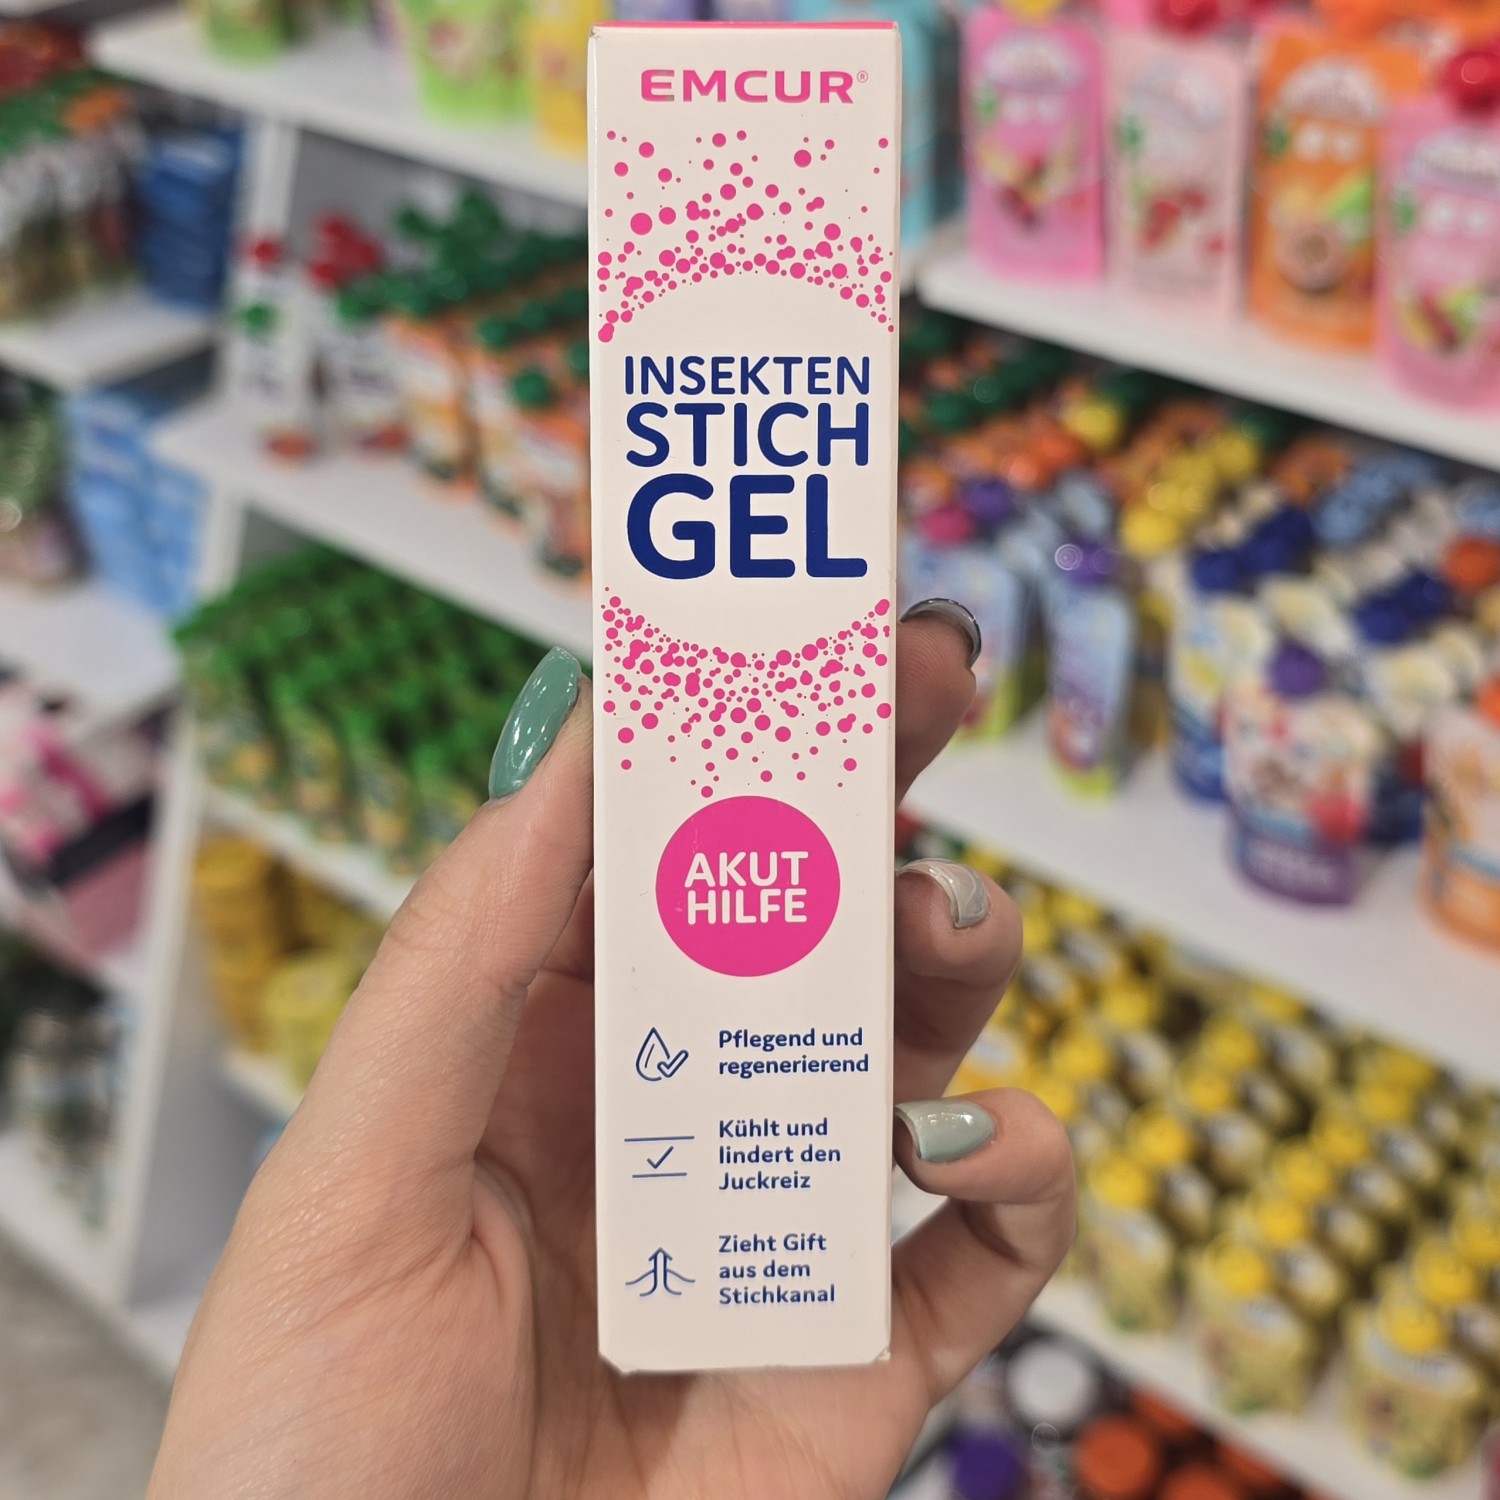 EMCUR®
INSEKTEN
STICH
GEL
AKUT
HILFE
Pflegend und
regenerierend
Kühlt und
lindert den
Juckreiz
Zieht Gift
aus dem
Stichkanal